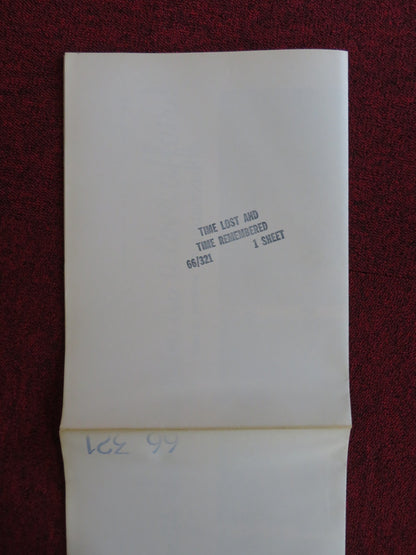 TIME LOST AND
TIME REMEMBERED
66/321 1 SHEET
66 321